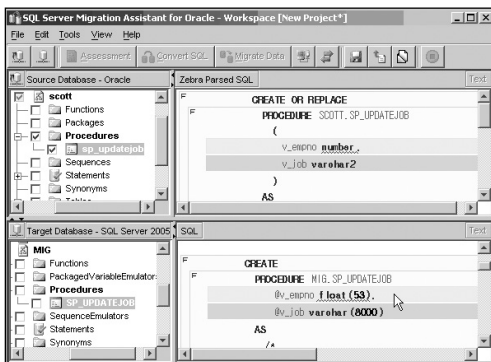 SQL Server Migration Assistant for Oracle - Workspace [New Project*]
File Edit Tools View Help
Assessment Convert SQL Migrate Data
Source Database - Oracle
scott
Functions
Packages
Procedures
sp_updatejob
Sequences
Statements
Synonyms
Tables
Zebra Parsed SQL Text
CREATE OR REPLACE
PROCEDURE SCOTT.SP_UPDATEJOB
(
v_empno number,
v_job varchar2
)
AS
Target Database - SQL Server 2005
MIG
Functions
PackagedVariableEmulator
Procedures
SP_UPDATEJOB
SequenceEmulators
Statements
Synonyms
SQL Text
CREATE
PROCEDURE MIG.SP_UPDATEJOB
@v_empno float(53),
@v_job varchar(8000)
AS
/*